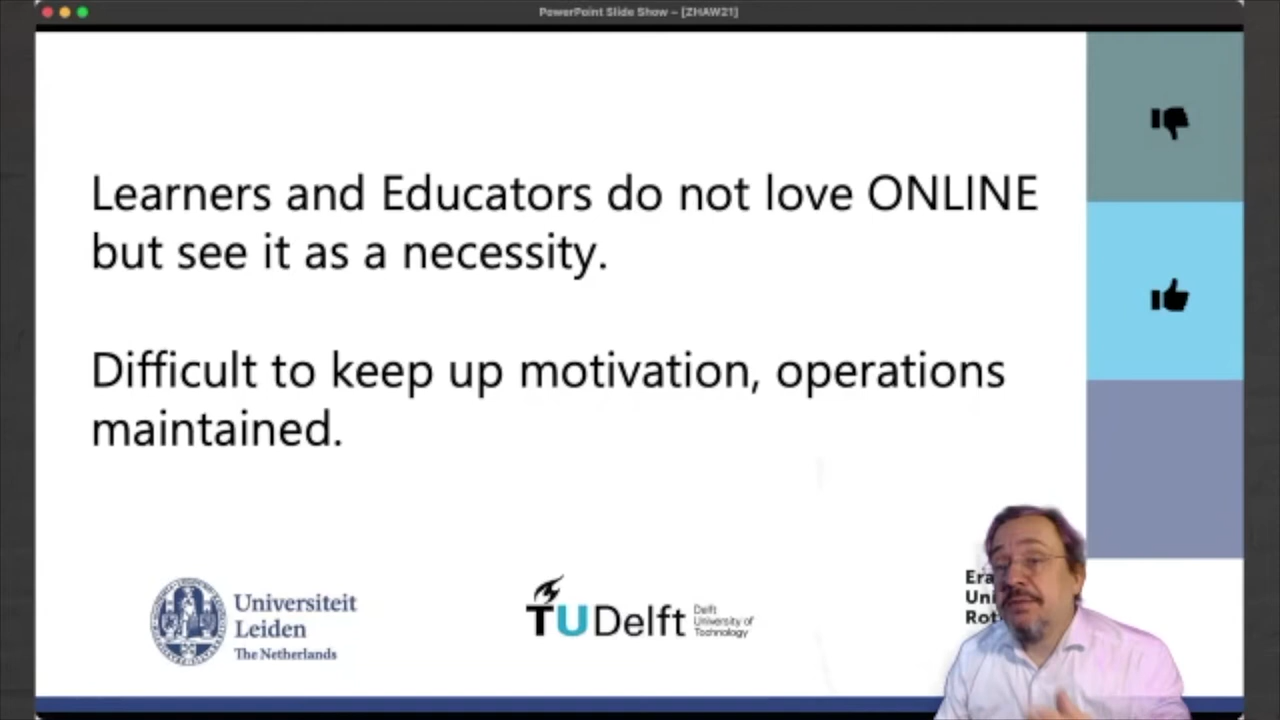 PowerPoint Slide Show – [ZHAW21]
Learners and Educators do not love ONLINE
but see it as a necessity.
Difficult to keep up motivation, operations
maintained.
Universiteit
Leiden
The Netherlands
TUDelft
Delft
University of
Technology